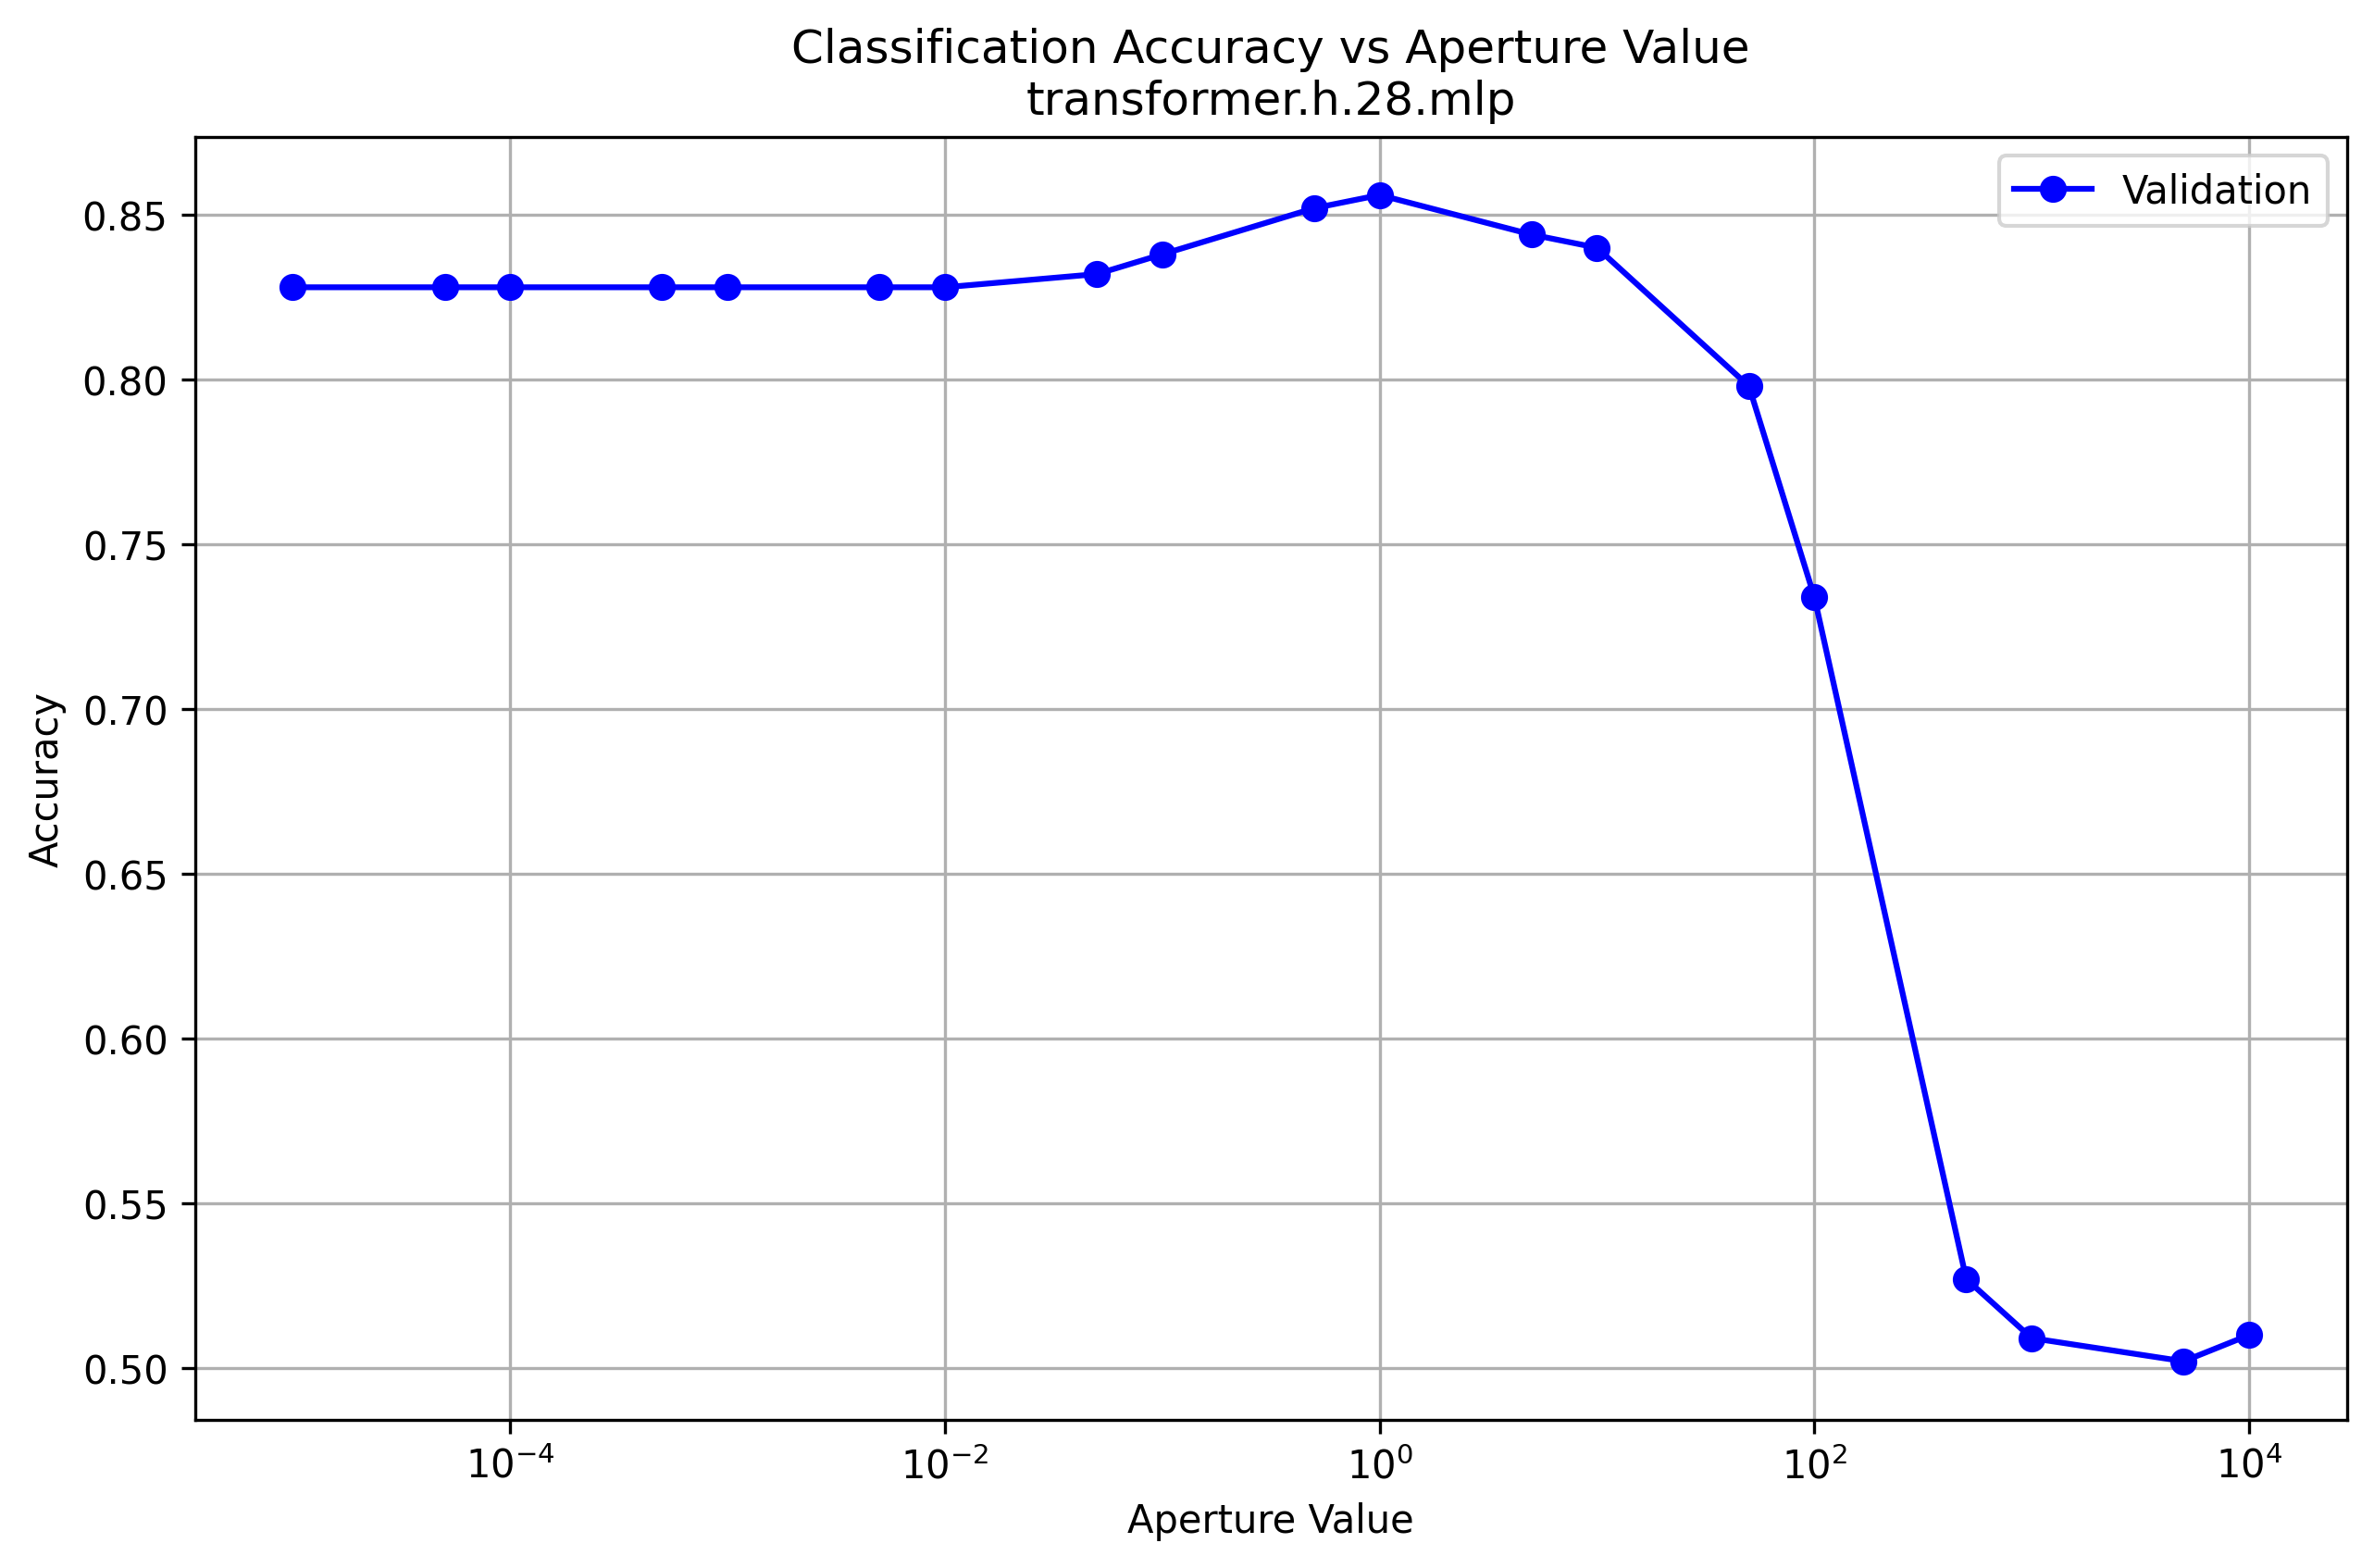 Classification Accuracy vs Aperture Value
transformer.h.28.mlp
Validation
0.85
0.80
0.75
0.70
0.65
0.60
0.55
0.50
Accuracy
10⁻⁴
10⁻²
10⁰
10²
10⁴
Aperture Value